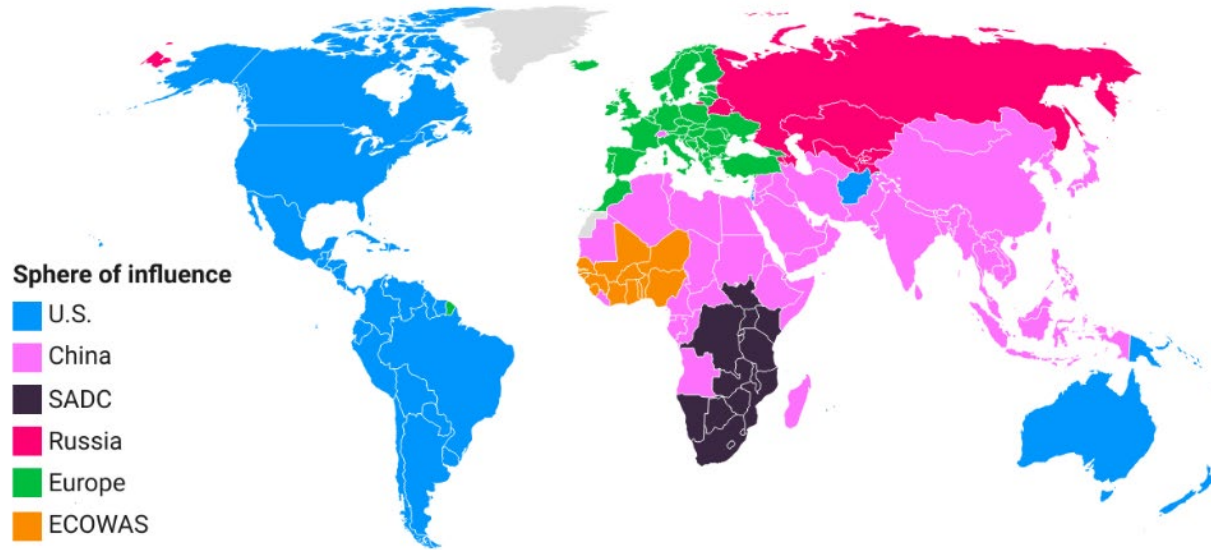 Sphere of influence
U.S.
China
SADC
Russia
Europe
ECOWAS